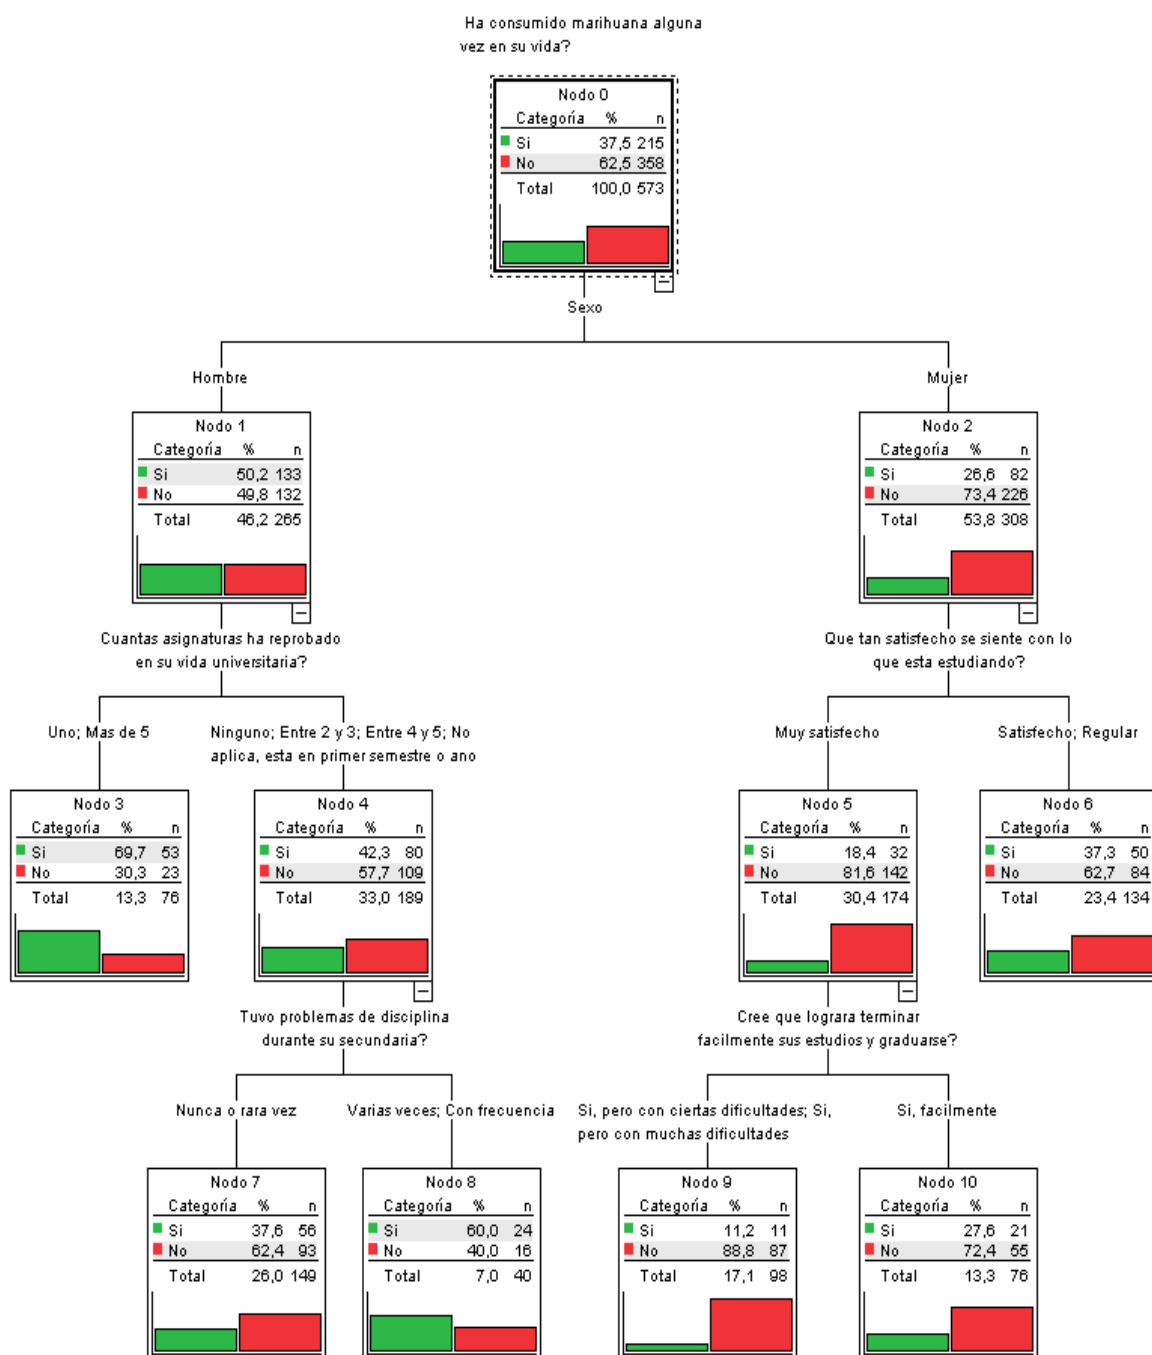 Ha consumido marihuana alguna
vez en su vida?
Nodo 0
Categoría % n
Si 37,5 215
No 62,5 358
Total 100,0 573
Sexo
Hombre
Mujer
Nodo 1
Categoría % n
Si 50,2 133
No 49,8 132
Total 46,2 265
Nodo 2
Categoría % n
Si 26,6 82
No 73,4 226
Total 53,8 308
Cuantas asignaturas ha reprobado
en su vida universitaria?
Que tan satisfecho se siente con lo
que esta estudiando?
Uno; Mas de 5
Ninguno; Entre 2 y 3; Entre 4 y 5; No
aplica, esta en primer semestre o ano
Muy satisfecho
Satisfecho; Regular
Nodo 3
Categoría % n
Si 69,7 53
No 30,3 23
Total 13,3 76
Nodo 4
Categoría % n
Si 42,3 80
No 57,7 109
Total 33,0 189
Nodo 5
Categoría % n
Si 18,4 32
No 81,6 142
Total 30,4 174
Nodo 6
Categoría % n
Si 37,3 50
No 62,7 84
Total 23,4 134
Tuvo problemas de disciplina
durante su secundaria?
Cree que lograra terminar
facilmente sus estudios y graduarse?
Nunca o rara vez
Varias veces; Con frecuencia
Si, pero con ciertas dificultades; Si,
pero con muchas dificultades
Si, facilmente
Nodo 7
Categoría % n
Si 37,6 56
No 62,4 93
Total 26,0 149
Nodo 8
Categoría % n
Si 60,0 24
No 40,0 16
Total 7,0 40
Nodo 9
Categoría % n
Si 11,2 11
No 88,8 87
Total 17,1 98
Nodo 10
Categoría % n
Si 27,6 21
No 72,4 55
Total 13,3 76